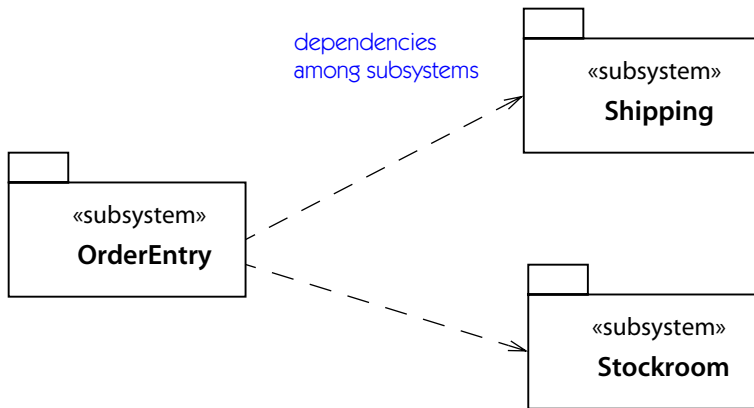 dependencies
among subsystems
«subsystem»
Shipping
«subsystem»
OrderEntry
«subsystem»
Stockroom